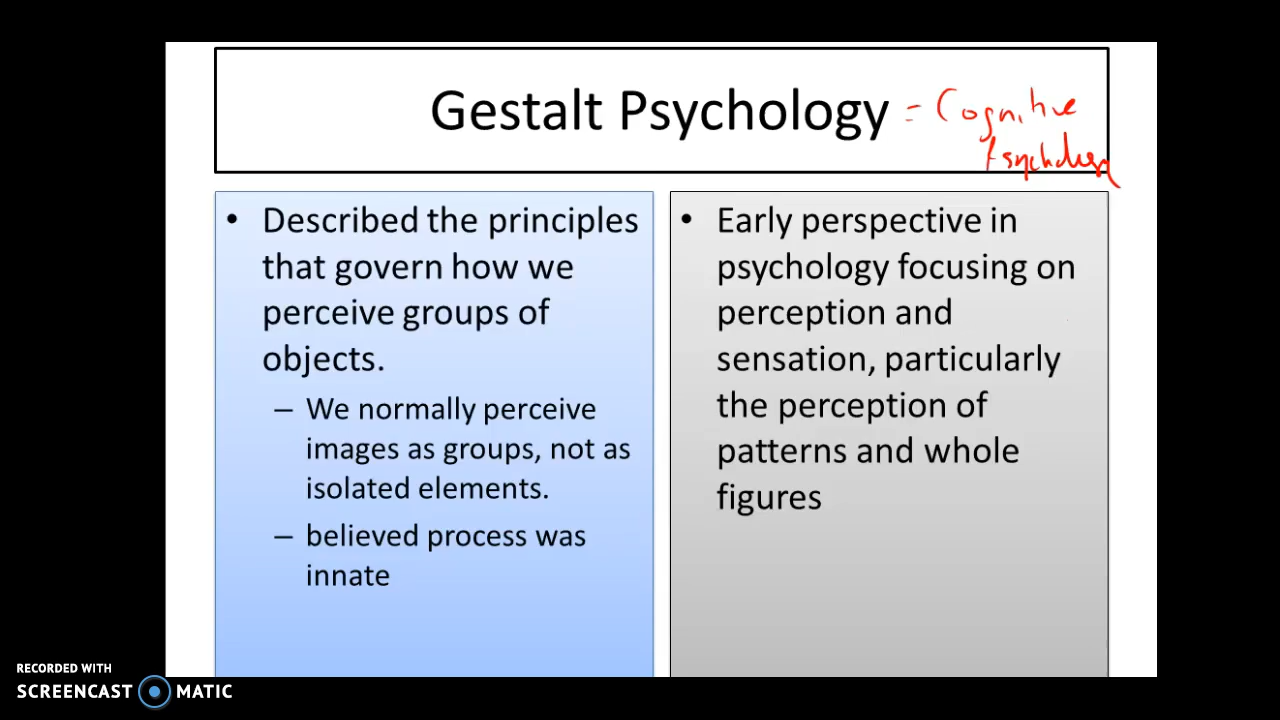 Gestalt Psychology = Cognitive
Psychology
• Described the principles
that govern how we
perceive groups of
objects.
– We normally perceive
images as groups, not as
isolated elements.
– believed process was
innate
• Early perspective in
psychology focusing on
perception and
sensation, particularly
the perception of
patterns and whole
figures
RECORDED WITH
SCREENCAST MATIC